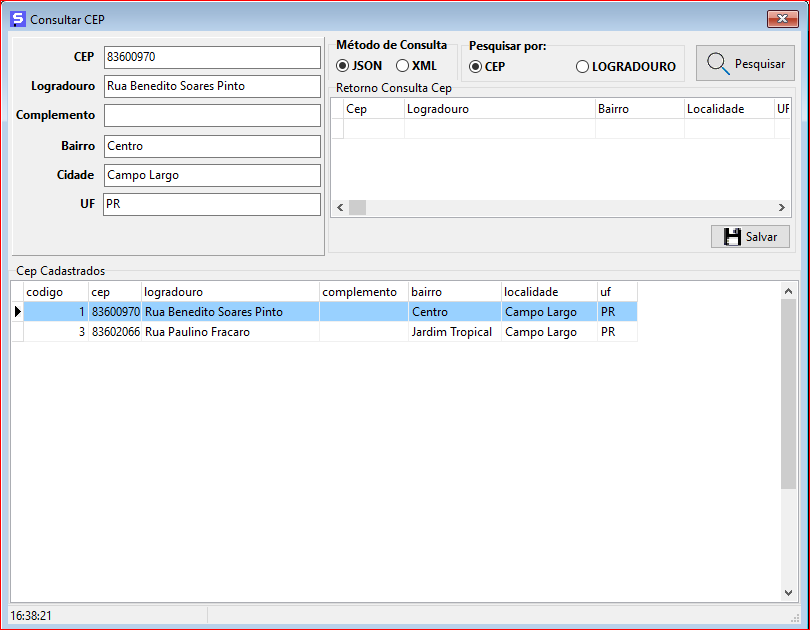 S Consultar CEP
CEP 83600970
Logradouro Rua Benedito Soares Pinto
Complemento
Bairro Centro
Cidade Campo Largo
UF PR
Método de Consulta
JSON XML
Pesquisar por:
CEP LOGRADOURO
Pesquisar
Retorno Consulta Cep
Cep Logradouro Bairro Localidade UF
Salvar
Cep Cadastrados
codigo cep logradouro complemento bairro localidade uf
1 83600970 Rua Benedito Soares Pinto Centro Campo Largo PR
3 83602066 Rua Paulino Fracaro Jardim Tropical Campo Largo PR
16:38:21